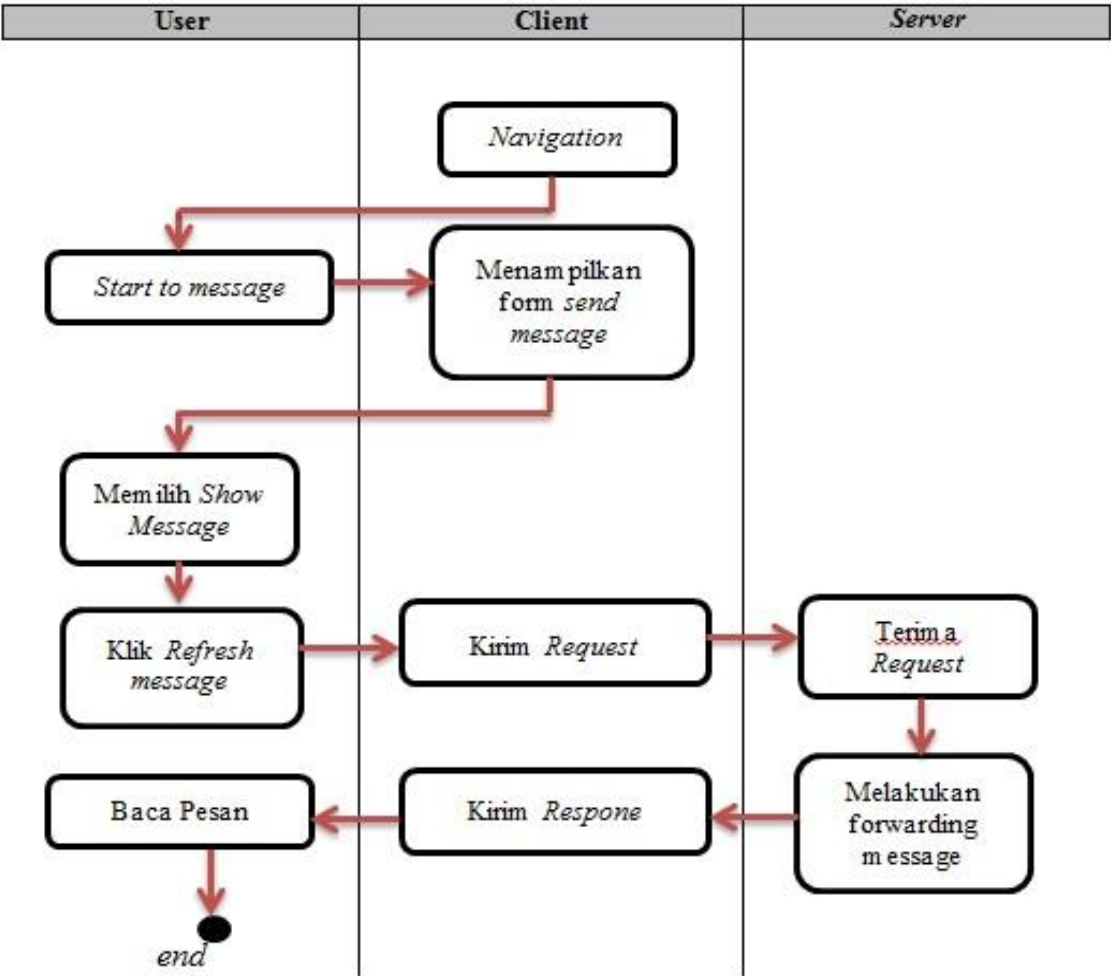 User
Client
Server
Navigation
Start to message
Menampilkan
form send
message
Memilih Show
Message
Klik Refresh
message
Kirim Request
Terima
Request
Melakukan
forwarding
message
Kirim Respone
Baca Pesan
end